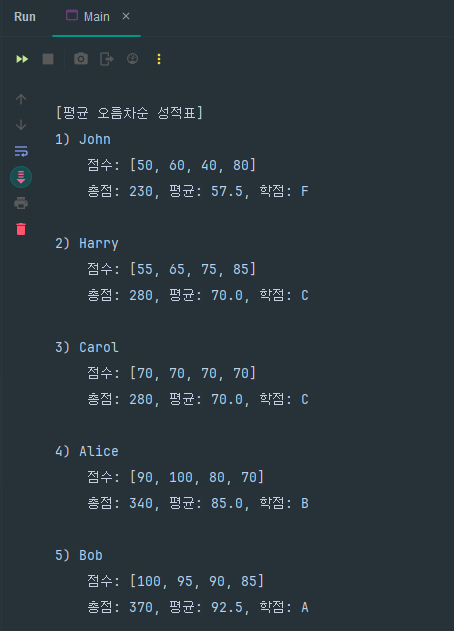 Run
Main ×
[평균 오름차순 성적표]
1) John
점수: [50, 60, 40, 80]
총점: 230, 평균: 57.5, 학점: F
2) Harry
점수: [55, 65, 75, 85]
총점: 280, 평균: 70.0, 학점: C
3) Carol
점수: [70, 70, 70, 70]
총점: 280, 평균: 70.0, 학점: C
4) Alice
점수: [90, 100, 80, 70]
총점: 340, 평균: 85.0, 학점: B
5) Bob
점수: [100, 95, 90, 85]
총점: 370, 평균: 92.5, 학점: A